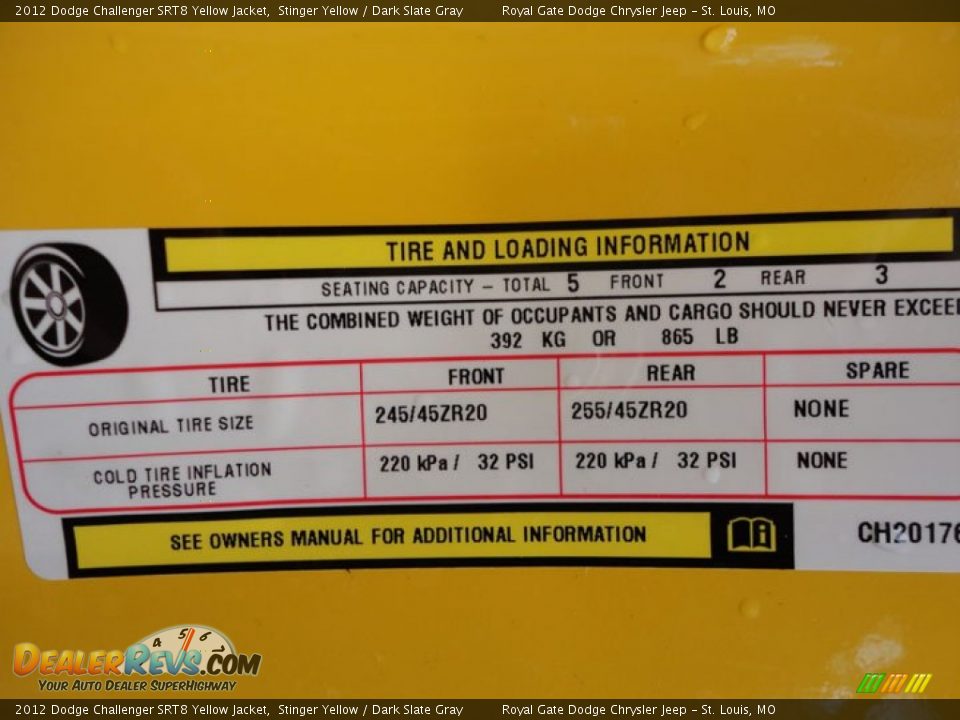 2012 Dodge Challenger SRT8 Yellow Jacket, Stinger Yellow / Dark Slate Gray Royal Gate Dodge Chrysler Jeep - St. Louis, MO
TIRE AND LOADING INFORMATION
SEATING CAPACITY – TOTAL 5 FRONT 2 REAR 3
THE COMBINED WEIGHT OF OCCUPANTS AND CARGO SHOULD NEVER EXCEE
392 KG OR 865 LB
TIRE FRONT REAR SPARE
ORIGINAL TIRE SIZE 245/45ZR20 255/45ZR20 NONE
COLD TIRE INFLATION
PRESSURE 220 kPa / 32 PSI 220 kPa / 32 PSI NONE
SEE OWNERS MANUAL FOR ADDITIONAL INFORMATION
CH20176
4 5 6
DealerRevs.com
Your Auto Dealer SuperHighway
2012 Dodge Challenger SRT8 Yellow Jacket, Stinger Yellow / Dark Slate Gray Royal Gate Dodge Chrysler Jeep - St. Louis, MO